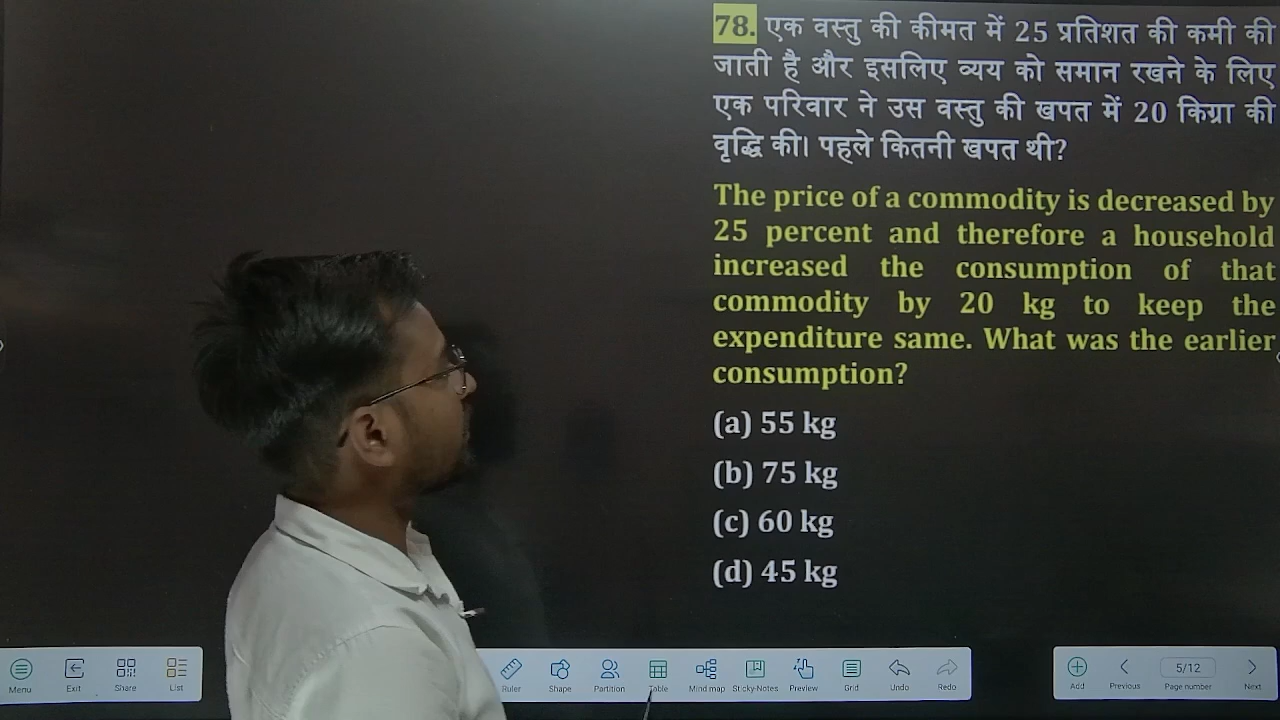 78. एक वस्तु की कीमत में 25 प्रतिशत की कमी की
जाती है और इसलिए व्यय को समान रखने के लिए
एक परिवार ने उस वस्तु की खपत में 20 किग्रा की
वृद्धि की। पहले कितनी खपत थी?
The price of a commodity is decreased by
25 percent and therefore a household
increased the consumption of that
commodity by 20 kg to keep the
expenditure same. What was the earlier
consumption?
(a) 55 kg
(b) 75 kg
(c) 60 kg
(d) 45 kg
Menu
Exit
Share
List
Ruler
Shape
Partition
Table
Mind map
Sticky-Notes
Preview
Grid
Undo
Redo
Add
Previous
5/12
Page number
Next